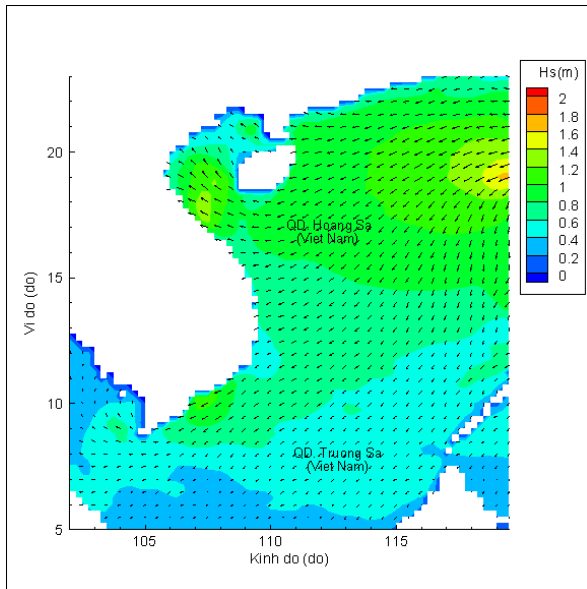 Hs(m)
2
1.8
1.6
1.4
1.2
1
0.8
0.6
0.4
0.2
0
20
15
10
5
Vi do (do)
QD. Hoang Sa
(Viet Nam)
QD. Truong Sa
(Viet Nam)
105
110
115
Kinh do (do)